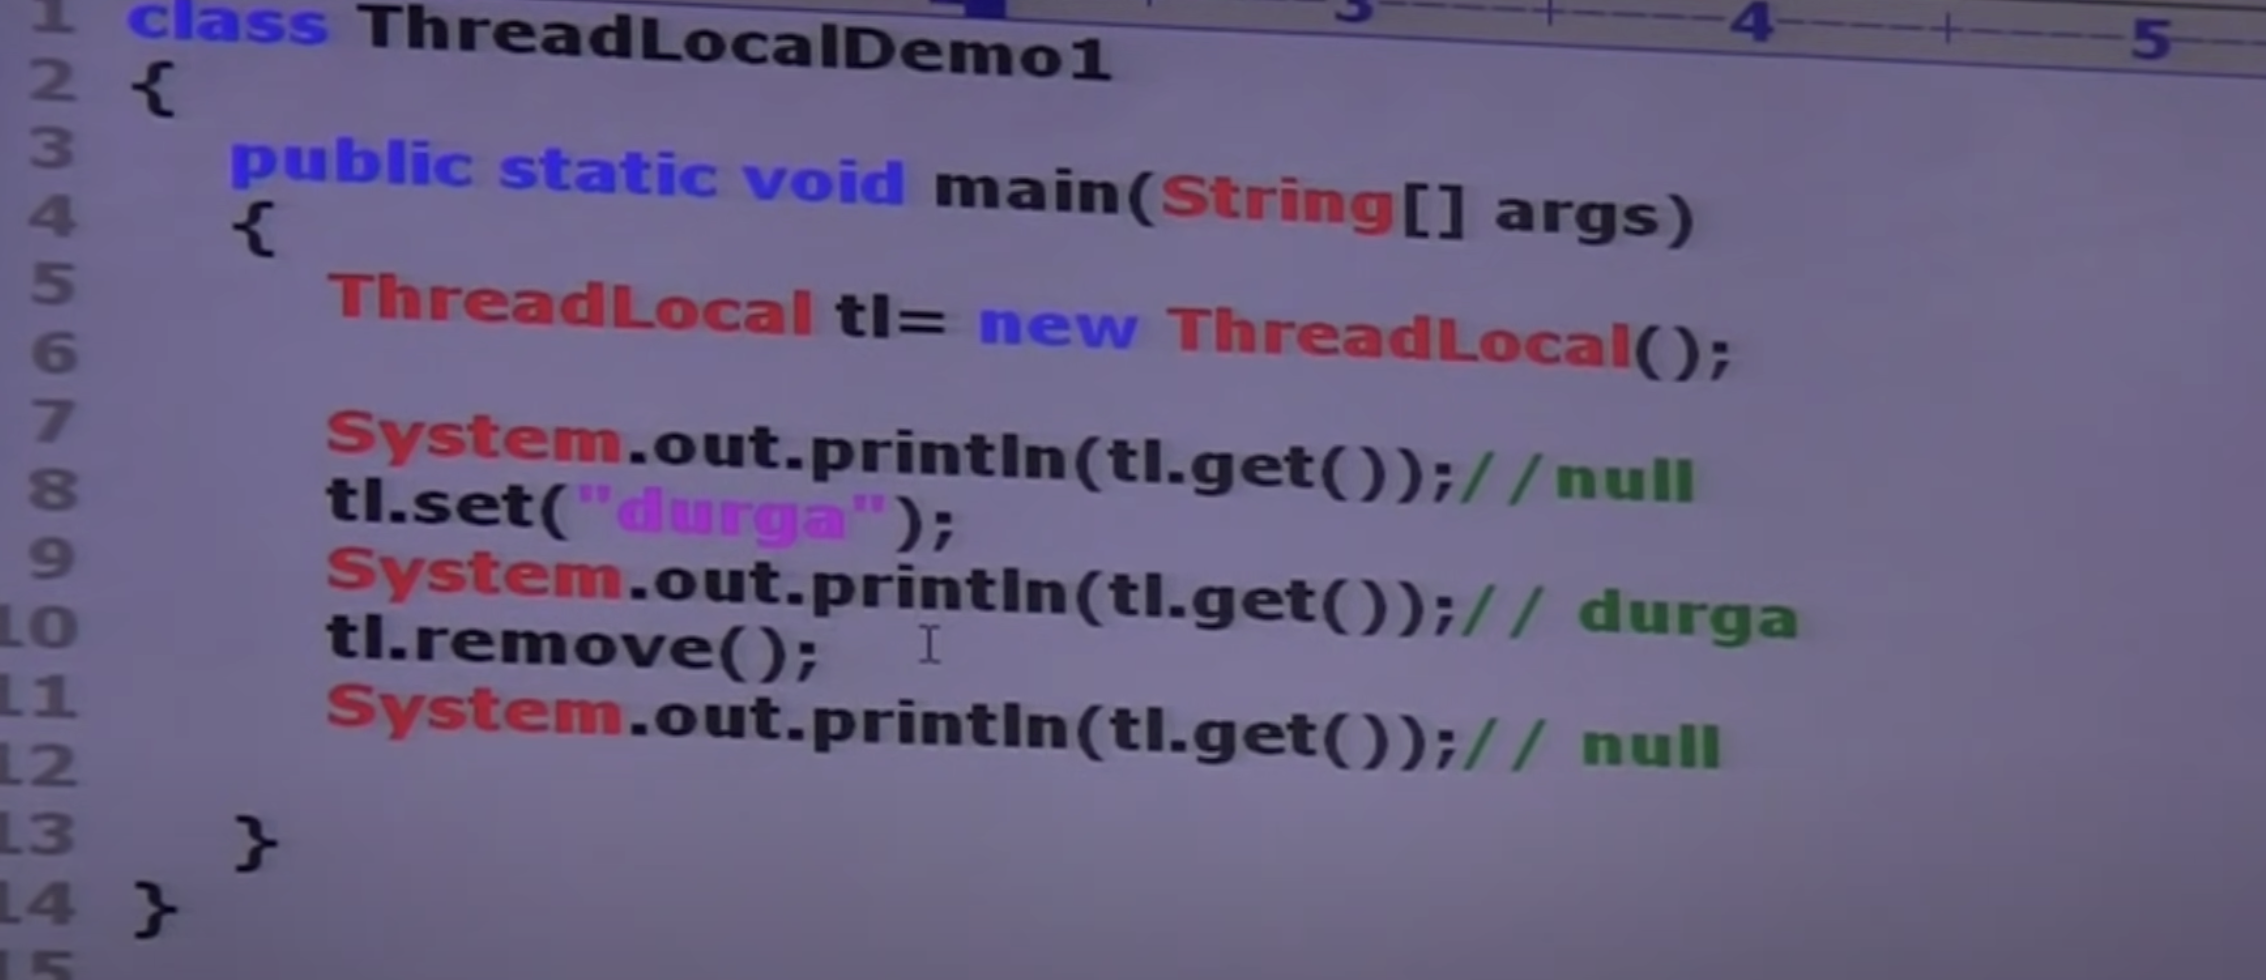 3 4 5
1 class ThreadLocalDemo1
2 {
3 public static void main(String[] args)
4 {
5 ThreadLocal tl= new ThreadLocal();
6
7 System.out.println(tl.get());//null
8 tl.set("durga");
9 System.out.println(tl.get());// durga
10 tl.remove();
11 System.out.println(tl.get());// null
12
13 }
14 }
15